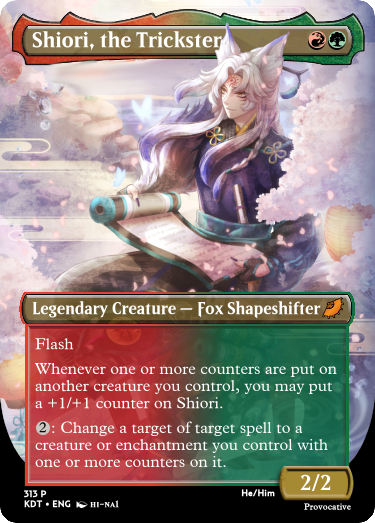 Shiori, the Trickster
Legendary Creature — Fox Shapeshifter
Flash
Whenever one or more counters are put on
another creature you control, you may put
a +1/+1 counter on Shiori.
2: Change a target of target spell to a
creature or enchantment you control with
one or more counters on it.
2/2
313 P
He/Him
KDT • ENG HI-NAI
Provocative